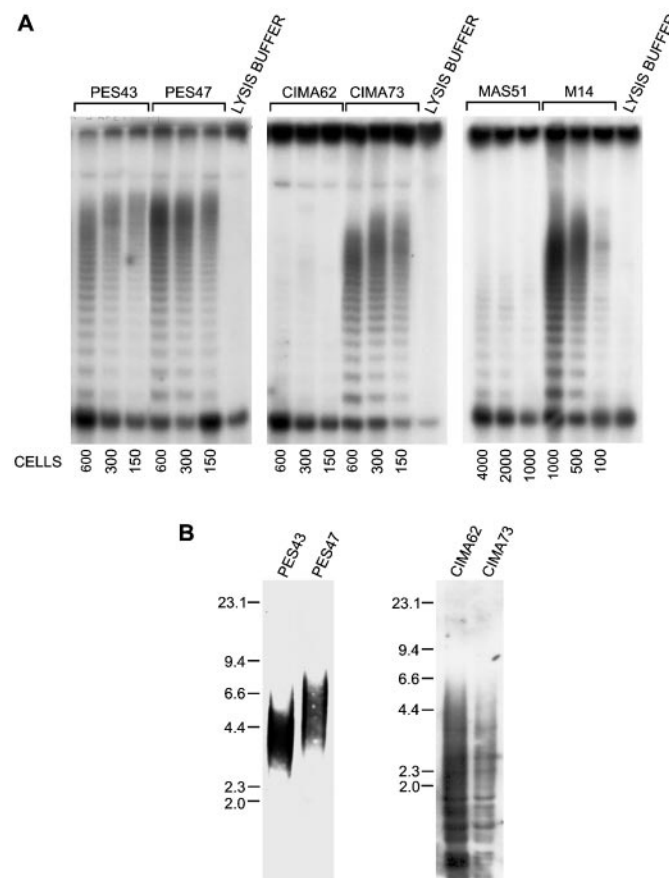 A
PES43 PES47 LYSIS BUFFER CIMA62 CIMA73 LYSIS BUFFER MAS51 M14 LYSIS BUFFER
CELLS 600 300 150 600 300 150 600 300 150 600 300 150 4000 2000 1000 1000 500 100
B
PES43 PES47 CIMA62 CIMA73
23.1 23.1
9.4 9.4
6.6 6.6
4.4 4.4
2.3 2.3
2.0 2.0